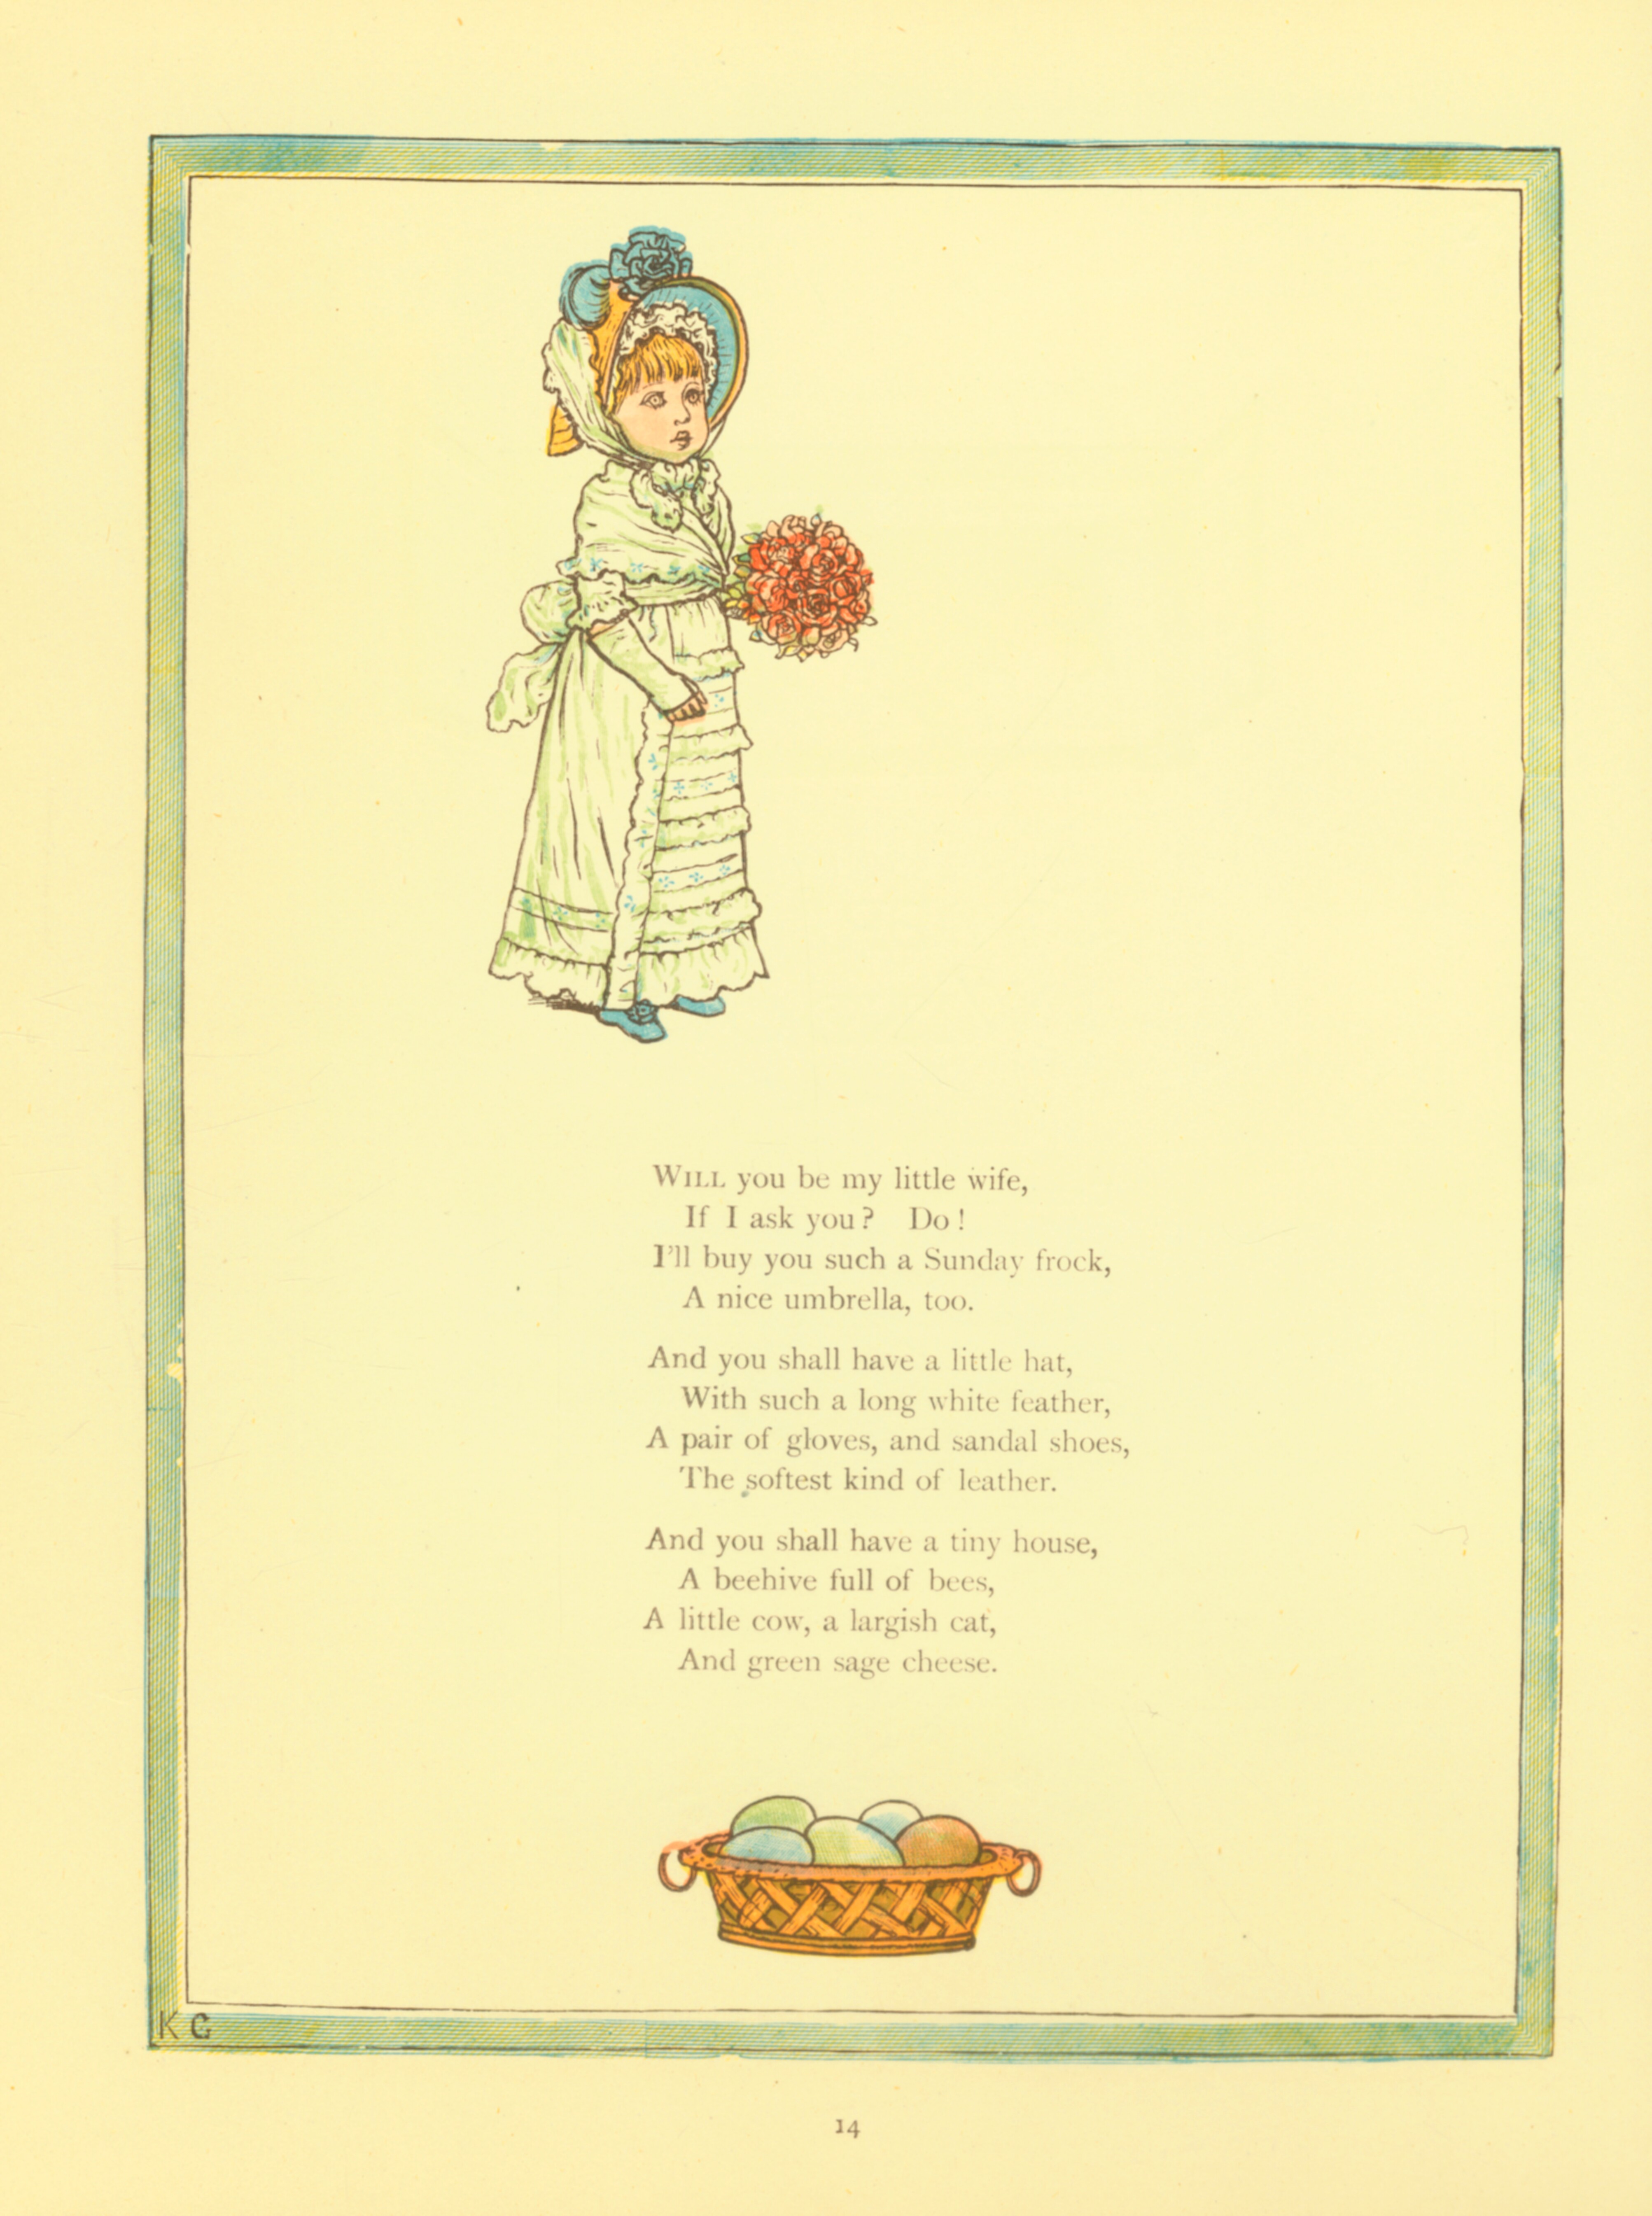 WILL you be my little wife,
If I ask you? Do!
I'll buy you such a Sunday frock,
A nice umbrella, too.
And you shall have a little hat,
With such a long white feather,
A pair of gloves, and sandal shoes,
The softest kind of leather.
And you shall have a tiny house,
A beehive full of bees,
A little cow, a largish cat,
And green sage cheese.
K G
14